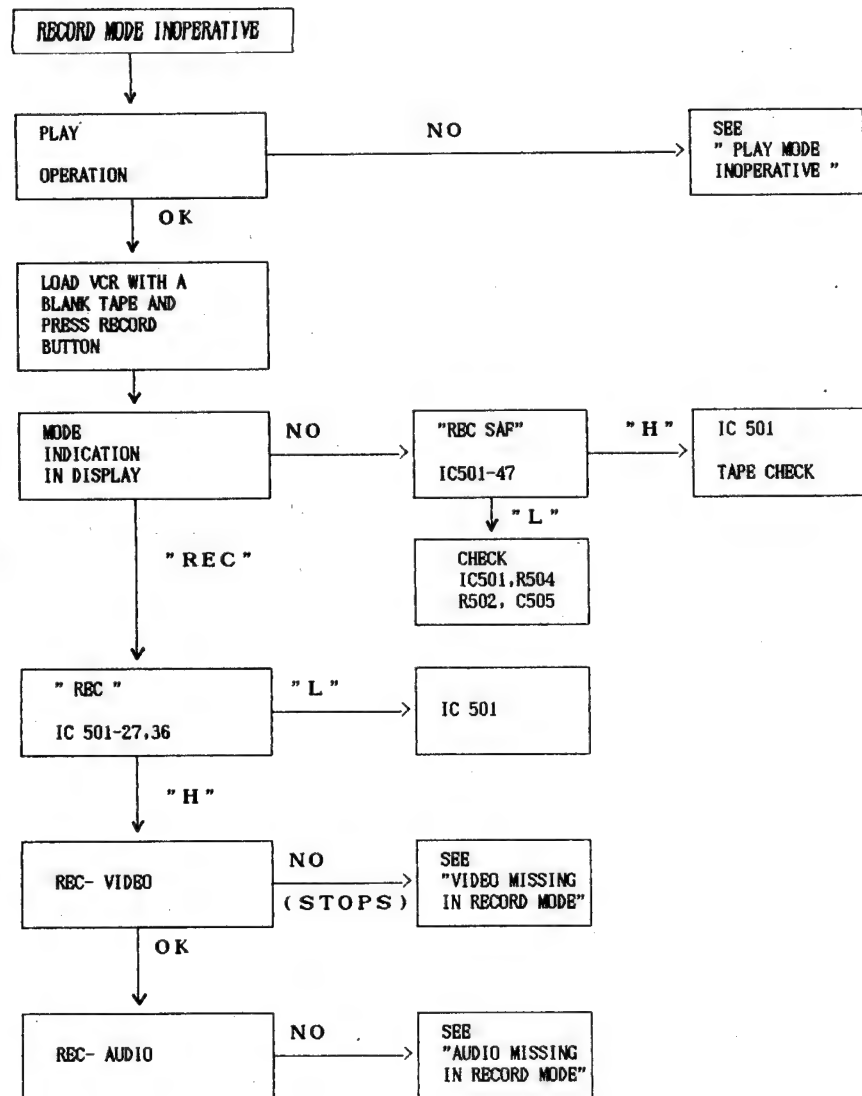 RECORD MODE INOPERATIVE
PLAY
OPERATION
NO
SEE
" PLAY MODE
INOPERATIVE "
OK
LOAD VCR WITH A
BLANK TAPE AND
PRESS RECORD
BUTTON
MODE
INDICATION
IN DISPLAY
NO
"REC SAF"
IC501-47
"H"
IC 501
TAPE CHECK
"L"
CHECK
IC501,R504
R502, C505
"REC"
" REC "
IC 501-27,36
"L"
IC 501
"H"
REC- VIDEO
NO
(STOPS)
SEE
"VIDEO MISSING
IN RECORD MODE"
OK
REC- AUDIO
NO
SEE
"AUDIO MISSING
IN RECORD MODE"